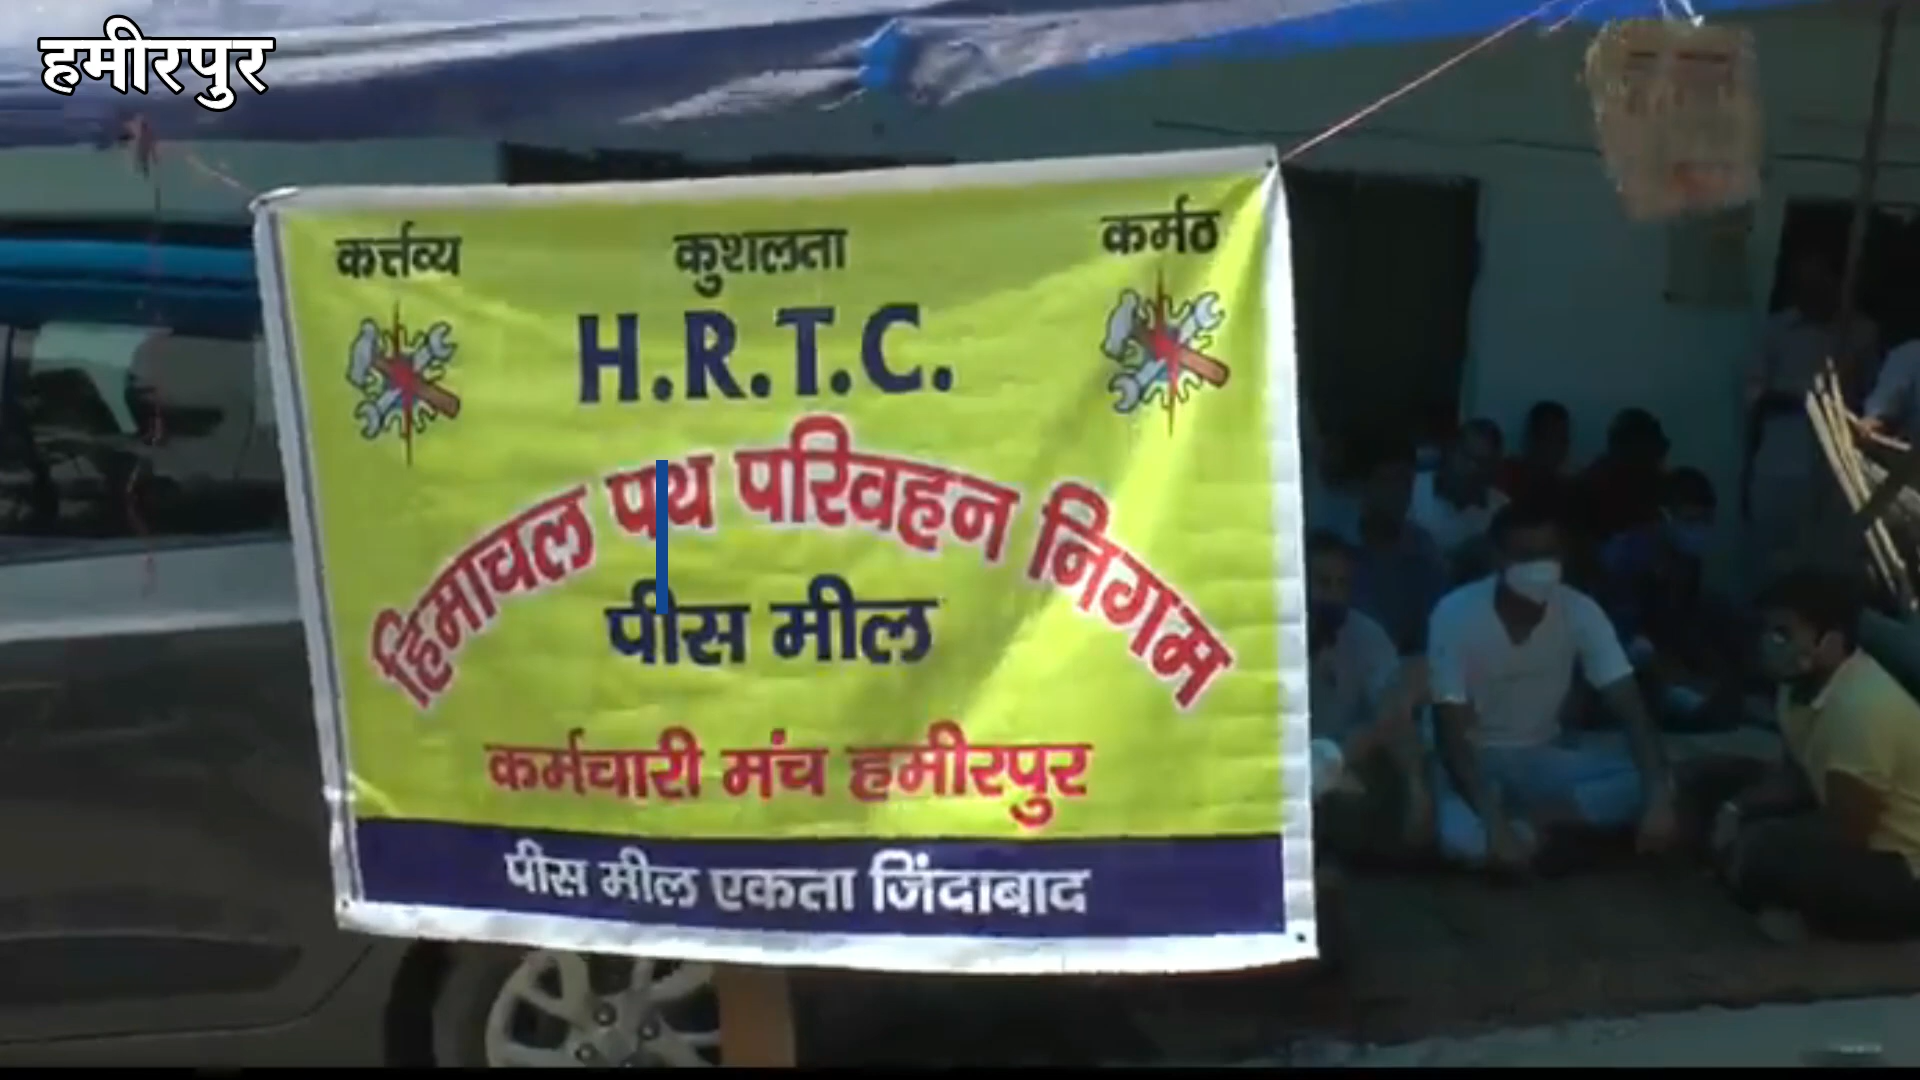 हमीरपुर
कर्त्तव्य कुशलता कर्मठ
H.R.T.C.
हिमाचल पथ परिवहन निगम
पीस मील
कर्मचारी मंच हमीरपुर
पीस मील एकता जिंदाबाद